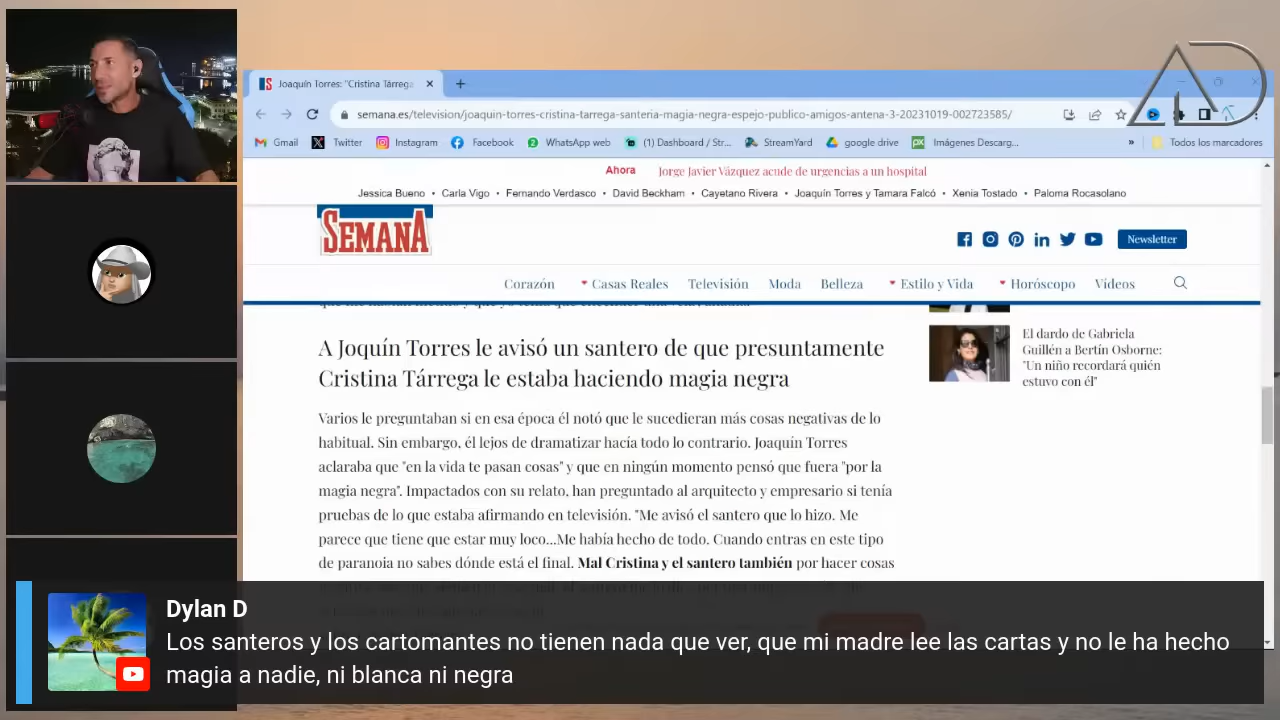 AD
Joaquín Torres: "Cristina Tárrega
semana.es/television/joaquin-torres-cristina-tarrega-santeria-magia-negra-espejo-publico-amigos-antena-3-20231019-002723585/
Gmail Twitter Instagram Facebook WhatsApp web (1) Dashboard / Str... StreamYard google drive Imágenes Descarg... » Todos los marcadores
Ahora Jorge Javier Vázquez acude de urgencias a un hospital
Jessica Bueno • Carla Vigo • Fernando Verdasco • David Beckham • Cayetano Rivera • Joaquín Torres y Tamara Falcó • Xenia Tostado • Paloma Rocasolano
SEMANA
Newsletter
Corazón Casas Reales Televisión Moda Belleza Estilo y Vida Horóscopo Vídeos
A Joquín Torres le avisó un santero de que presuntamente
Cristina Tárrega le estaba haciendo magia negra
Varios le preguntaban si en esa época él notó que le sucedieran más cosas negativas de lo
habitual. Sin embargo, él lejos de dramatizar hacía todo lo contrario. Joaquín Torres
aclaraba que "en la vida te pasan cosas" y que en ningún momento pensó que fuera "por la
magia negra". Impactados con su relato, han preguntado al arquitecto y empresario si tenía
pruebas de lo que estaba afirmando en televisión. "Me avisó el santero que lo hizo. Me
parece que tiene que estar muy loco...Me había hecho de todo. Cuando entras en este tipo
de paranoia no sabes dónde está el final. Mal Cristina y el santero también por hacer cosas
El dardo de Gabriela
Guillén a Bertín Osborne:
"Un niño recordará quién
estuvo con él"
Dylan D
Los santeros y los cartomantes no tienen nada que ver, que mi madre lee las cartas y no le ha hecho
magia a nadie, ni blanca ni negra